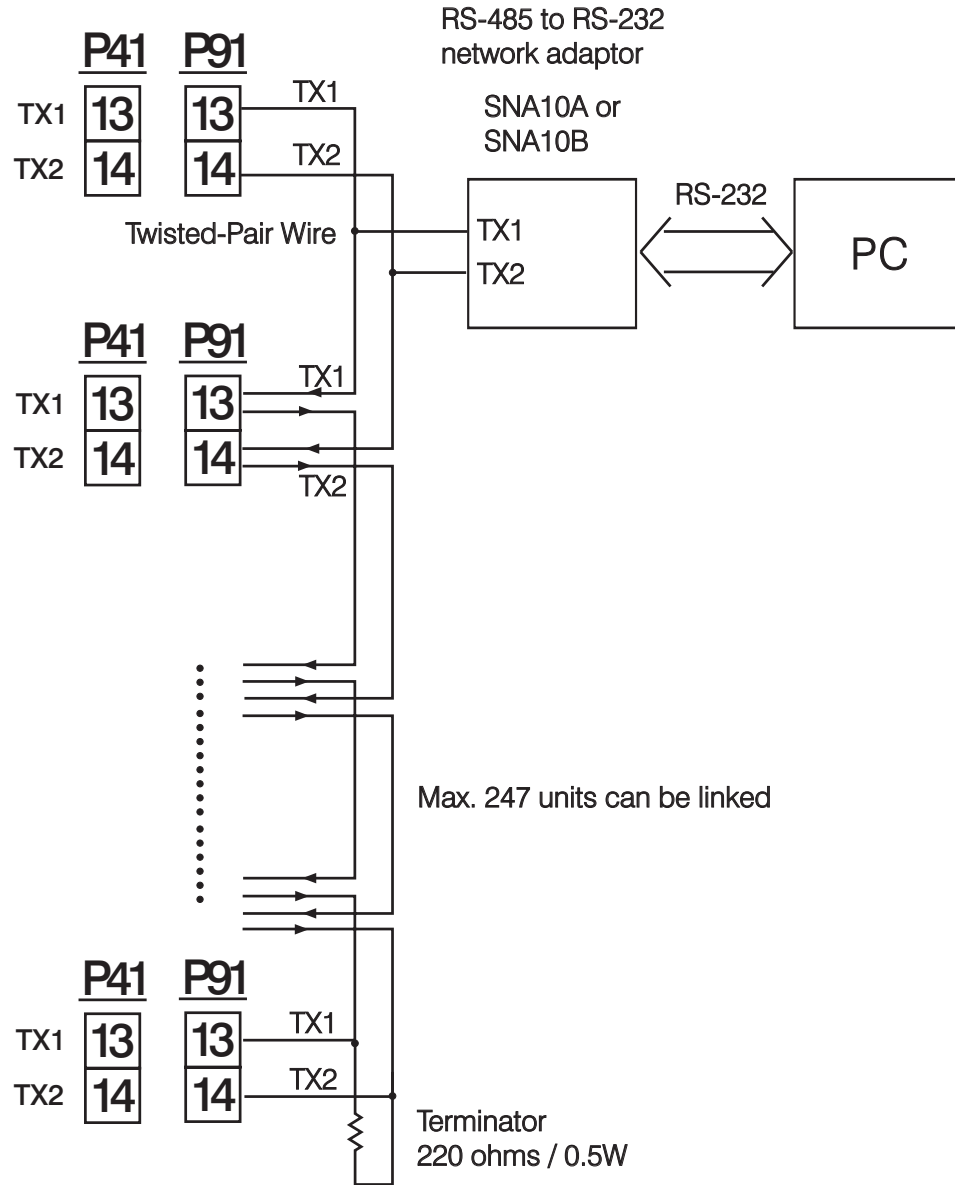 RS-485 to RS-232
network adaptor
SNA10A or
SNA10B
P41 P91
TX1 13 13 TX1
TX2 14 14 TX2
Twisted-Pair Wire
TX1
TX2
RS-232
PC
P41 P91
TX1 13 13 TX1
TX2 14 14 TX2
Max. 247 units can be linked
P41 P91
TX1 13 13 TX1
TX2 14 14 TX2
Terminator
220 ohms / 0.5W